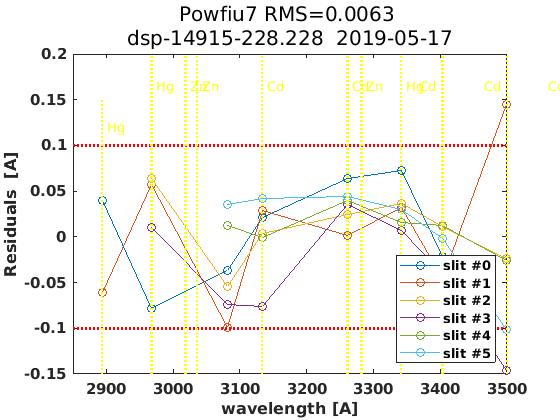 Powfiu7 RMS=0.0063
dsp-14915-228.228 2019-05-17
0.2
0.15
0.1
0.05
0
-0.05
-0.1
-0.15
Residuals [A]
Hg
Hg
Zn
Zn
Cd
Cd
Cd
Zn
Hg
Cd
Cd
slit #0
slit #1
slit #2
slit #3
slit #4
slit #5
2900 3000 3100 3200 3300 3400 3500
wavelength [A]